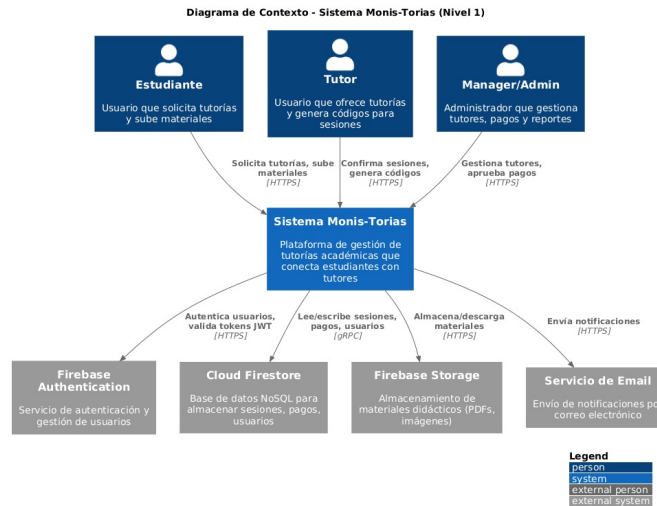 Diagrama de Contexto - Sistema Monis-Torias (Nivel 1)
Estudiante
Usuario que solicita tutorías
y sube materiales
Tutor
Usuario que ofrece tutorías
y genera códigos para
sesiones
Manager/Admin
Administrador que gestiona
tutores, pagos y reportes
Solicita tutorías, sube
materiales
[HTTPS]
Confirma sesiones,
genera códigos
[HTTPS]
Gestiona tutores,
aprueba pagos
[HTTPS]
Sistema Monis-Torias
Plataforma de gestión de
tutorías académicas que
conecta estudiantes con
tutores
Autentica usuarios,
valida tokens JWT
[HTTPS]
Lee/escribe sesiones,
pagos, usuarios
[gRPC]
Almacena/descarga
materiales
[HTTPS]
Envía notificaciones
[HTTPS]
Firebase
Authentication
Servicio de autenticación y
gestión de usuarios
Cloud Firestore
Base de datos NoSQL para
almacenar sesiones, pagos,
usuarios
Firebase Storage
Almacenamiento de
materiales didácticos (PDFs,
imágenes)
Servicio de Email
Envío de notificaciones po
correo electrónico
Legend
person
system
external person
external system